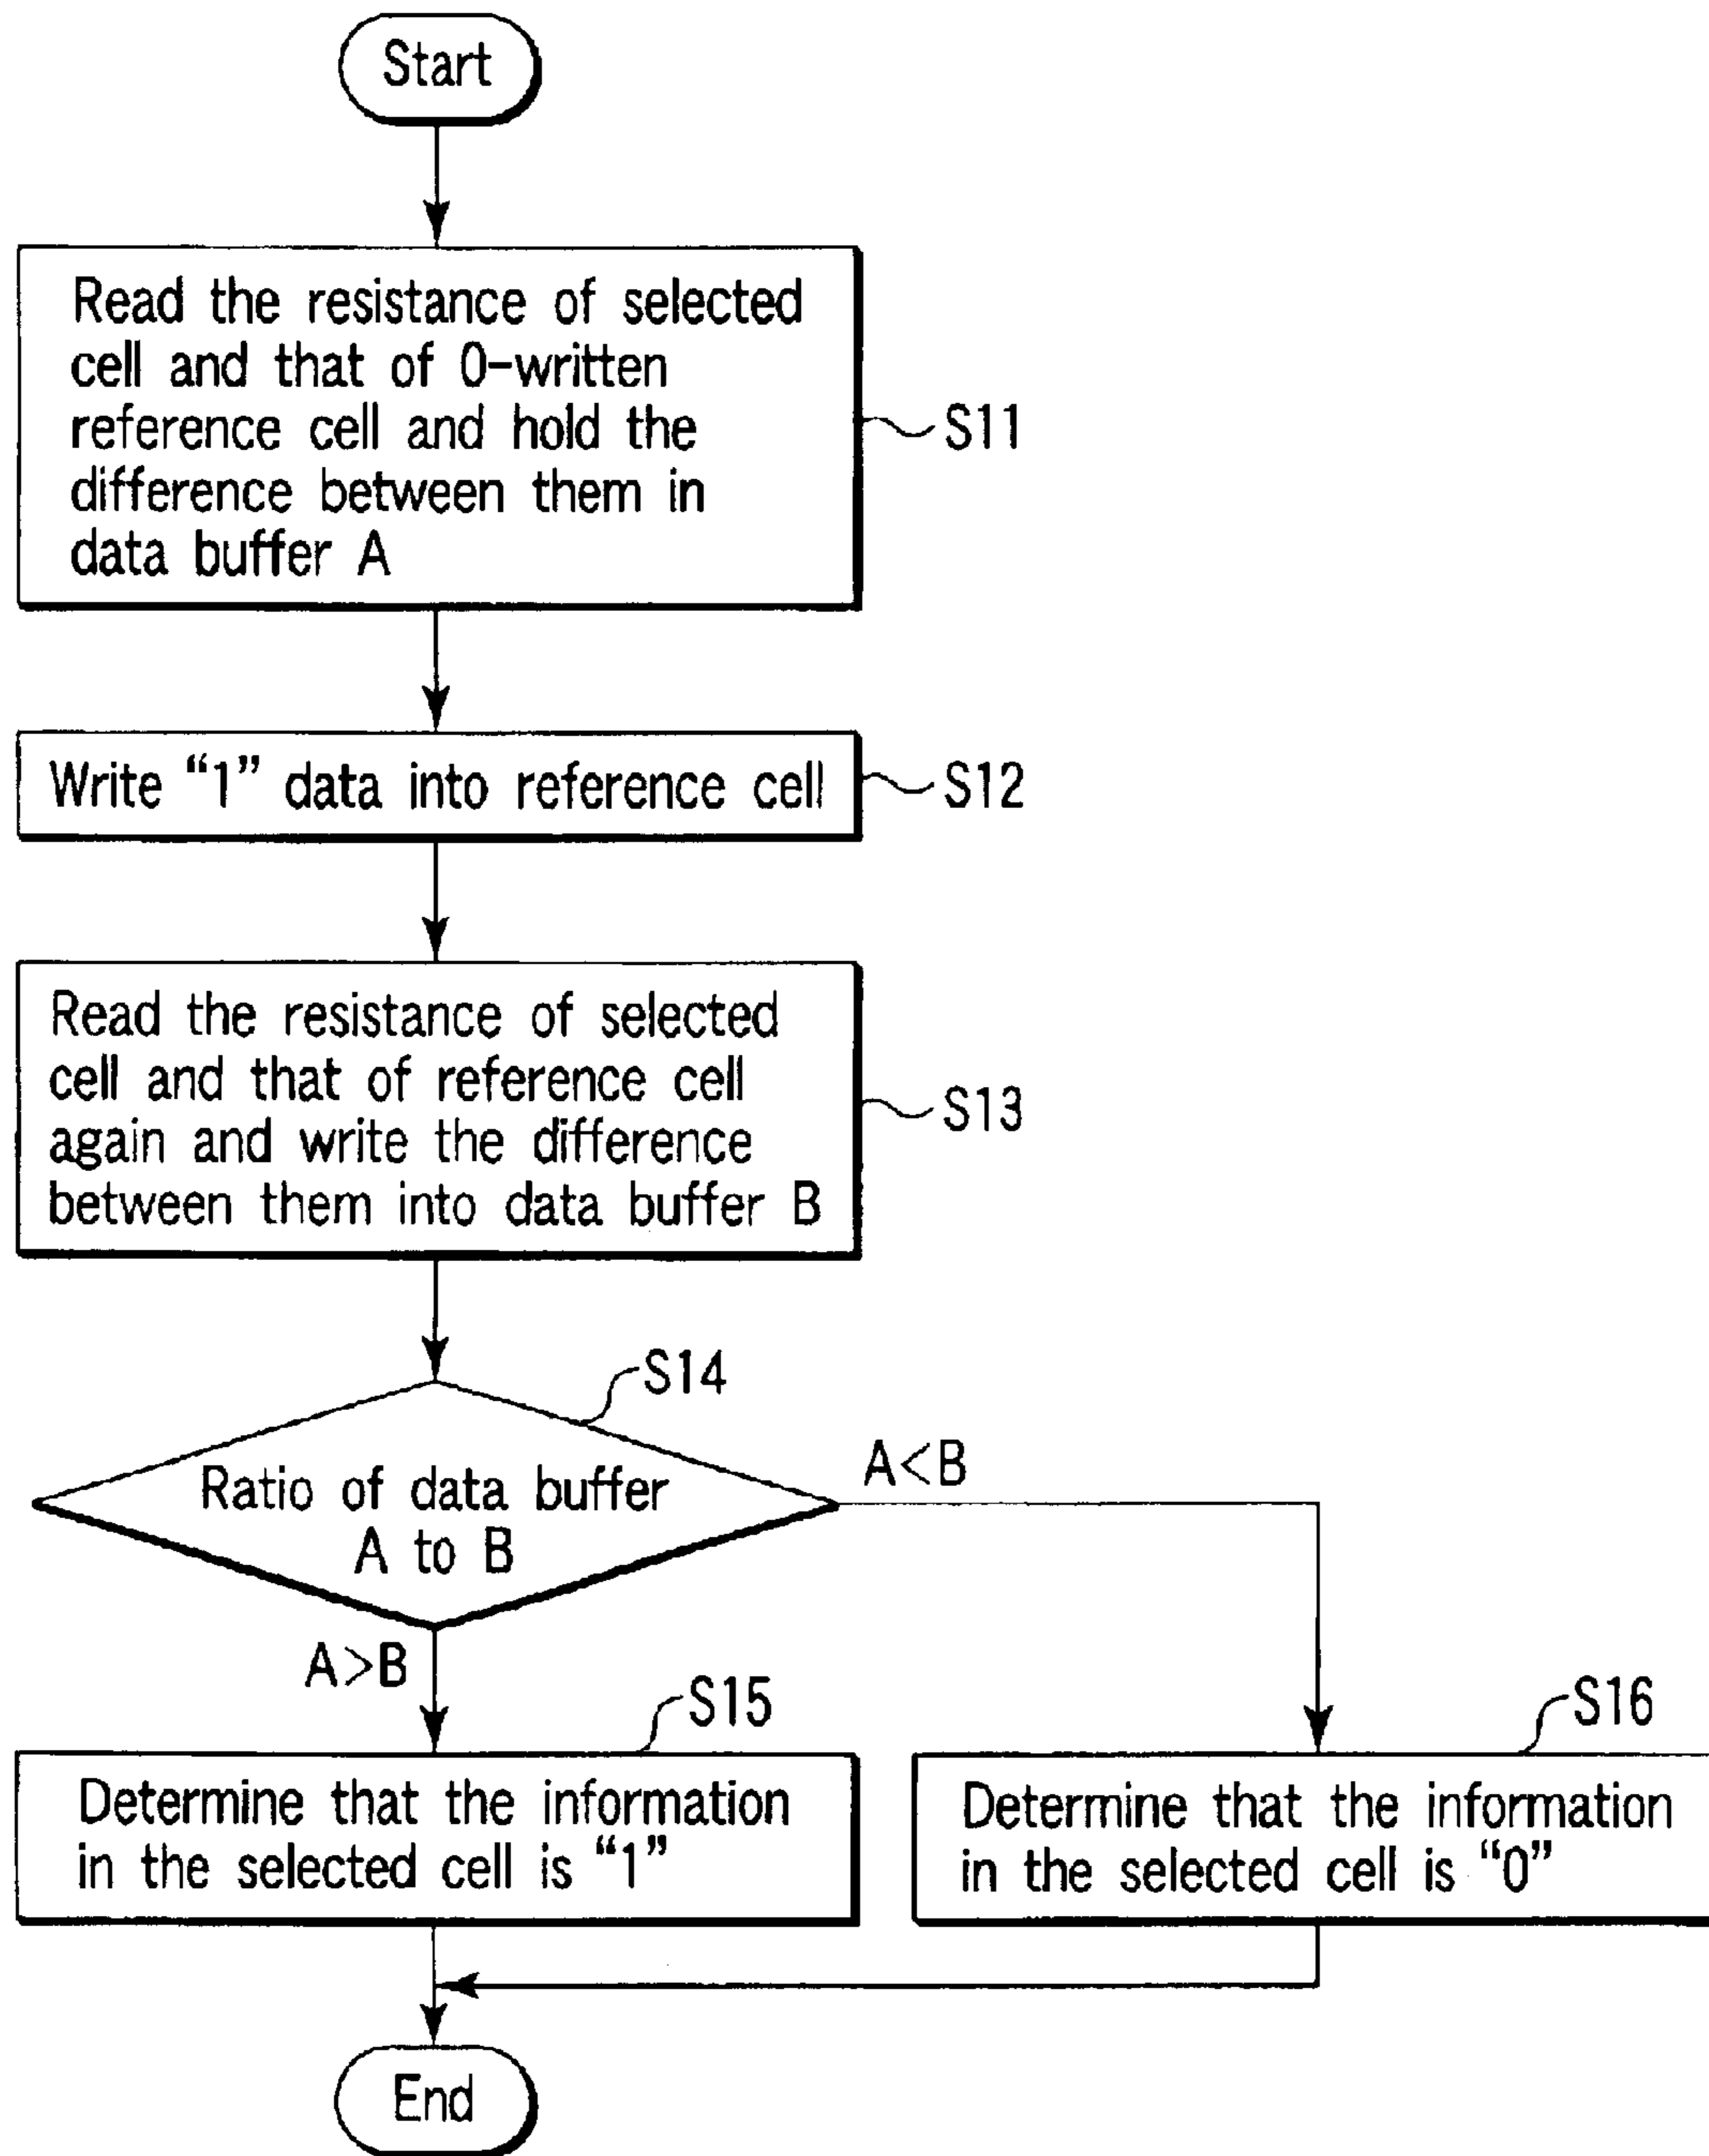 Start
Read the resistance of selected
cell and that of 0-written
reference cell and hold the
difference between them in
data buffer A
S11
Write “1” data into reference cell
S12
Read the resistance of selected
cell and that of reference cell
again and write the difference
between them into data buffer B
S13
S14
Ratio of data buffer
A to B
A<B
A>B
S15
Determine that the information
in the selected cell is “1”
S16
Determine that the information
in the selected cell is “0”
End